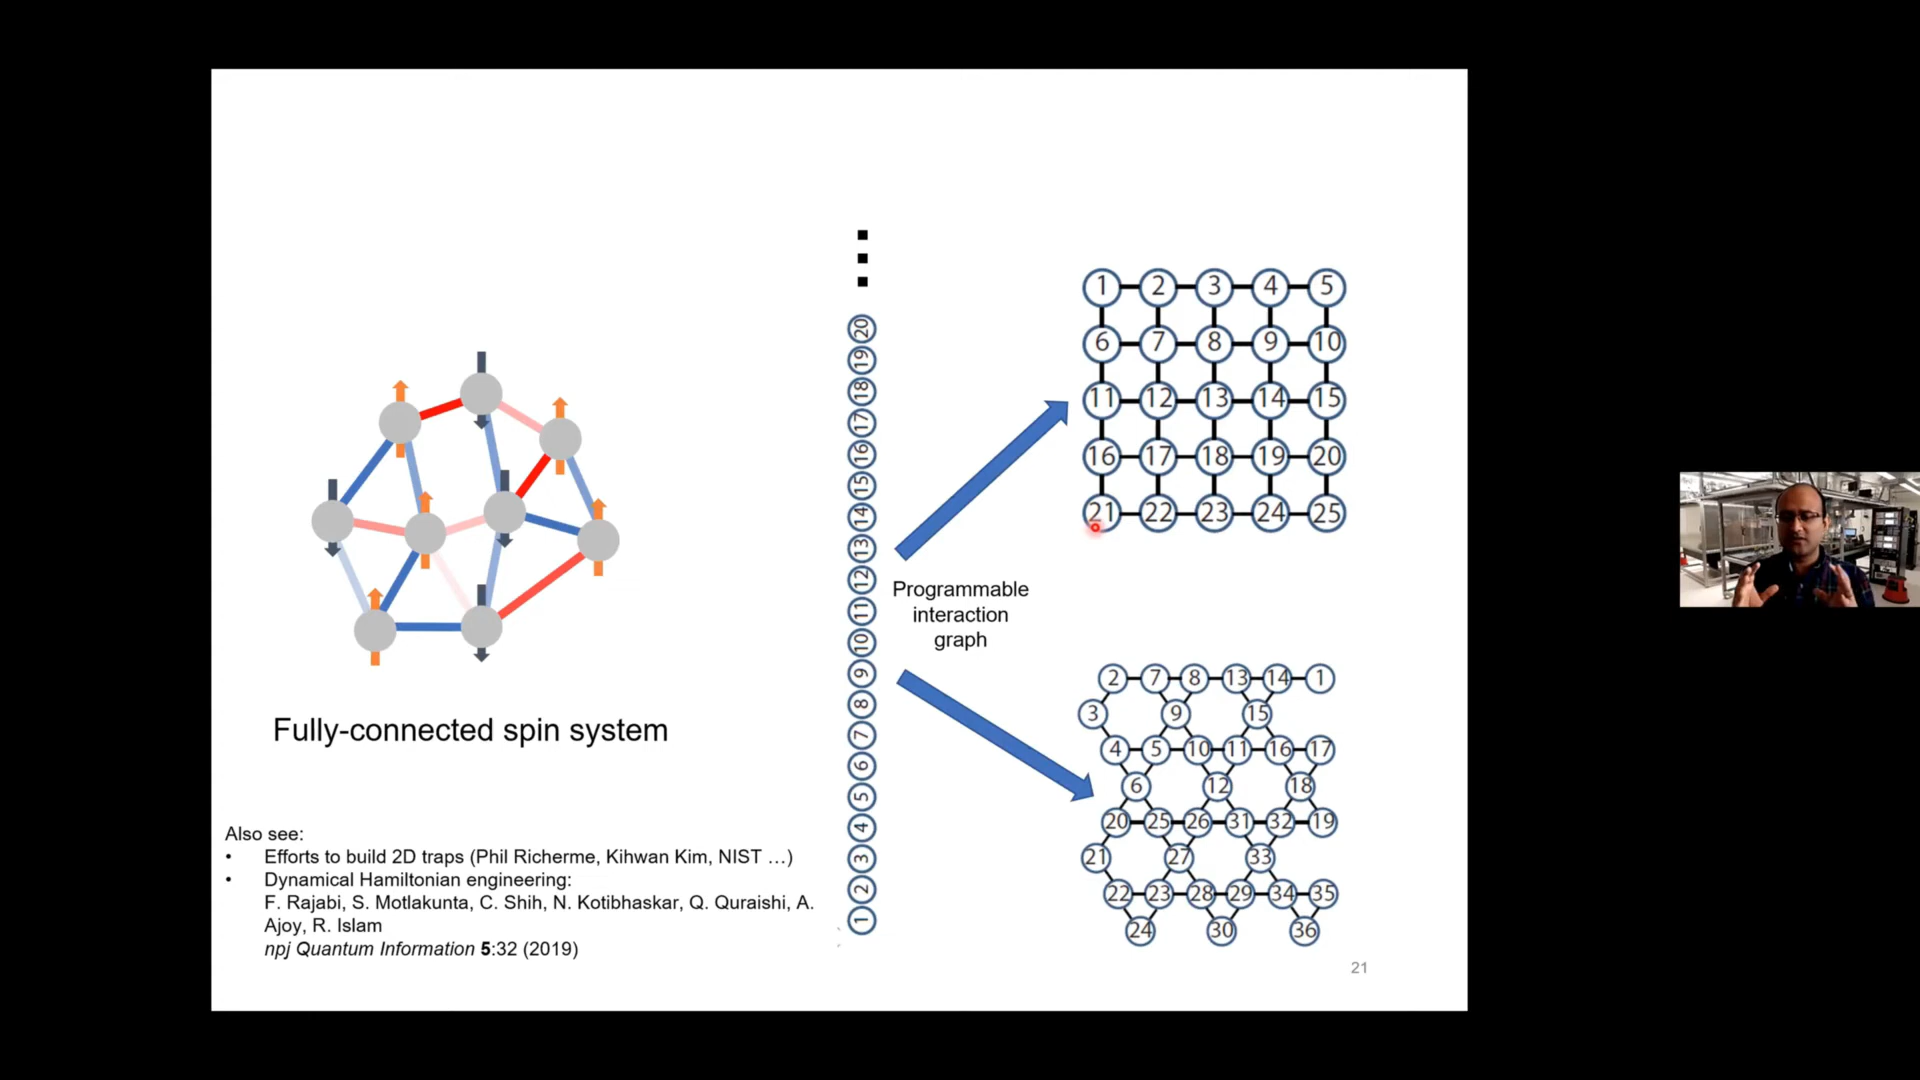 Fully-connected spin system
Also see:
• Efforts to build 2D traps (Phil Richerme, Kihwan Kim, NIST ...)
• Dynamical Hamiltonian engineering:
F. Rajabi, S. Motlakunta, C. Shih, N. Kotibhaskar, Q. Quraishi, A.
Ajoy, R. Islam
npj Quantum Information 5:32 (2019)
20
19
18
17
16
15
14
13
12
11
10
9
8
7
6
5
4
3
2
1
Programmable
interaction
graph
1 2 3 4 5
6 7 8 9 10
11 12 13 14 15
16 17 18 19 20
21 22 23 24 25
2 7 8 13 14 1
3 9 15
4 5 10 11 16 17
6 12 18
20 25 26 31 32 19
21 27 33
22 23 28 29 34 35
24 30 36
21